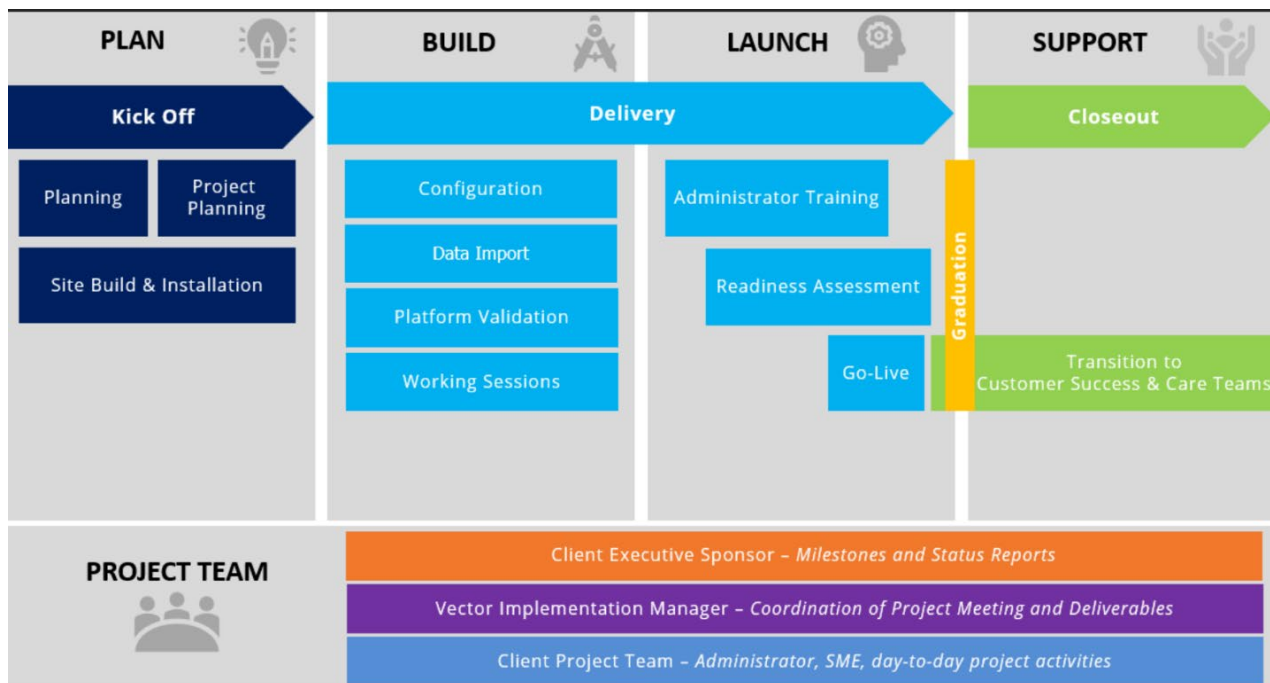 PLAN
BUILD
LAUNCH
SUPPORT
Kick Off
Delivery
Closeout
Planning
Project
Planning
Site Build & Installation
Configuration
Data Import
Platform Validation
Working Sessions
Administrator Training
Readiness Assessment
Go-Live
Graduation
Transition to
Customer Success & Care Teams
PROJECT TEAM
Client Executive Sponsor – Milestones and Status Reports
Vector Implementation Manager – Coordination of Project Meeting and Deliverables
Client Project Team – Administrator, SME, day-to-day project activities